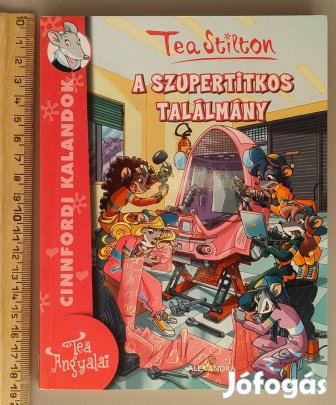 Tea Stilton
A SZUPERTITKOS
TALÁLMÁNY
CINNFORDI KALANDOK
Tea
Angyalai
ALEXANDRA
Jófogás